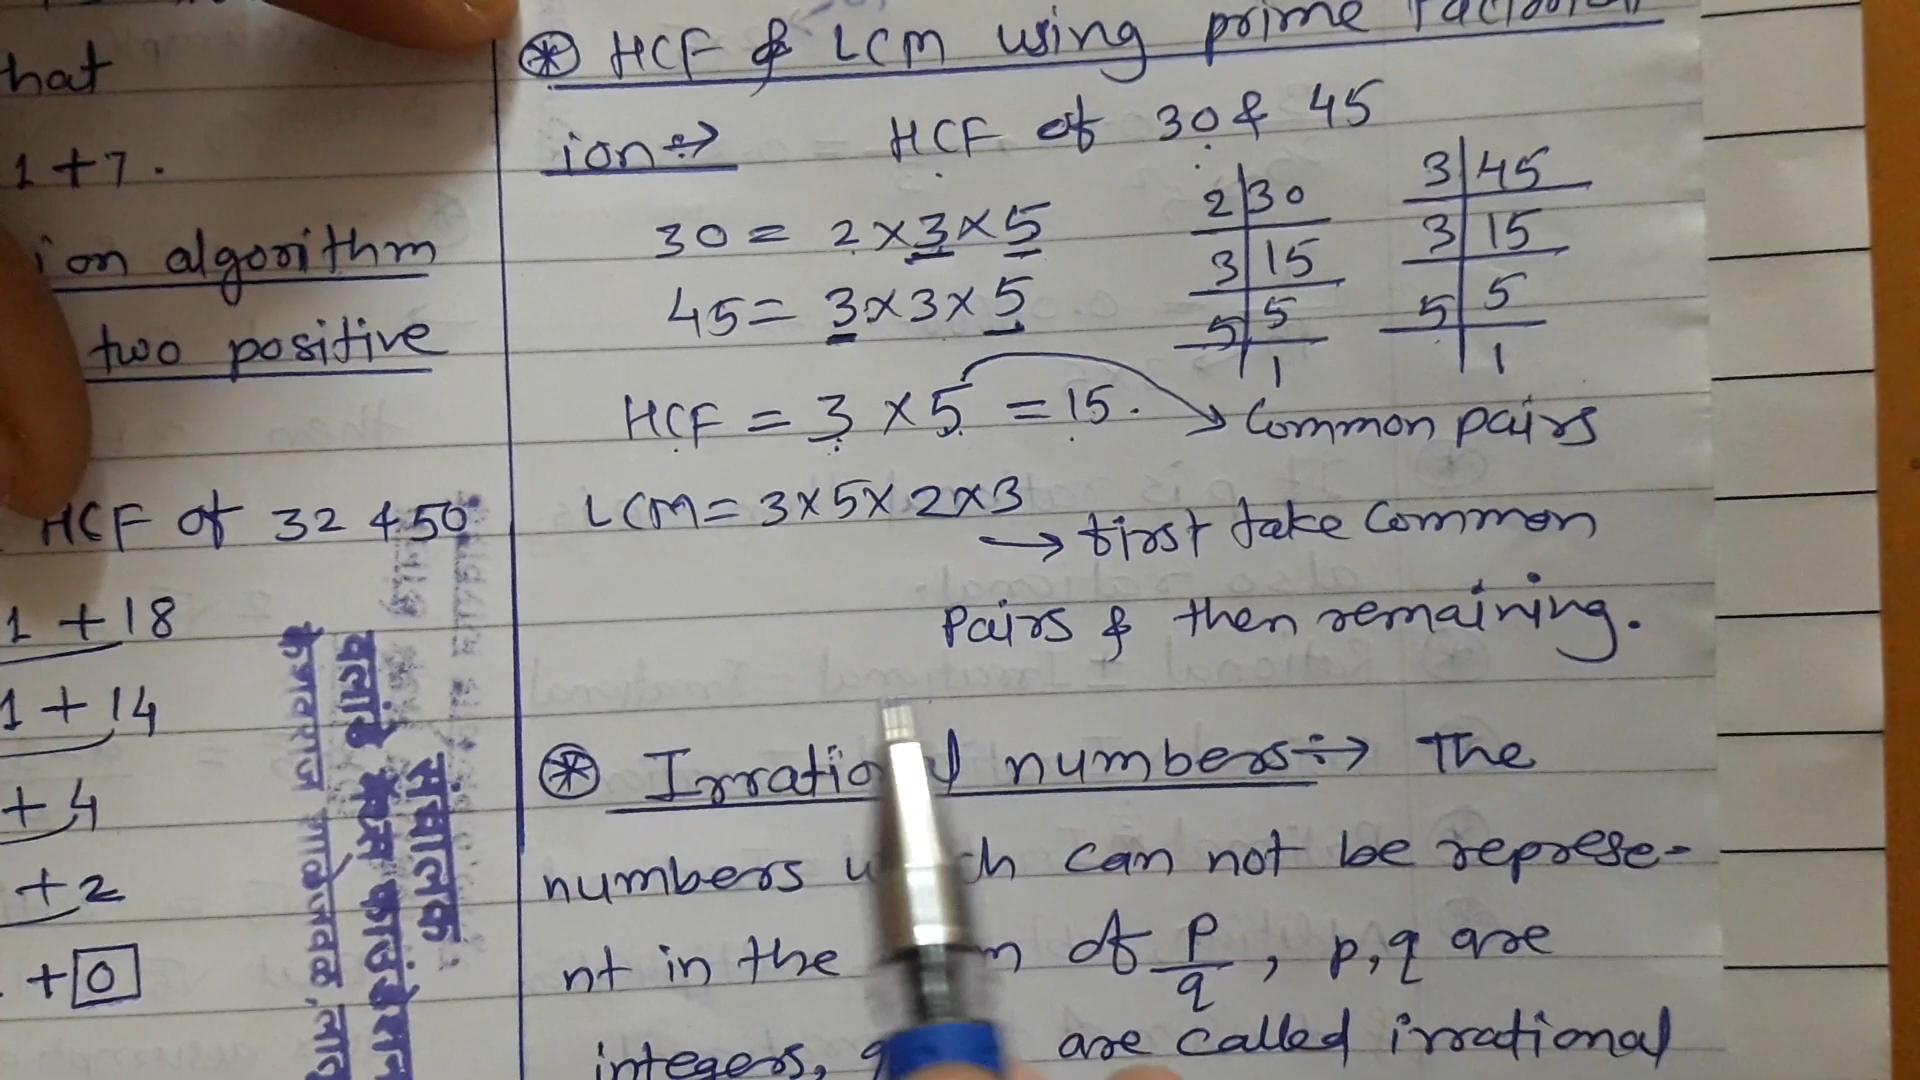 hat
1 + 7 .
ion algorithm
two positive
HCF of 32 & 50
1 + 18
1 + 14
+ 4
+ 2
+ 0
HCF & LCM using prime
ion → HCF of 30 & 45
30 = 2 × 3 × 5
45 = 3 × 3 × 5
2 | 30
3 | 15
5 | 5
1
3 | 45
3 | 15
5 | 5
1
HCF = 3 × 5 = 15. → Common pairs
LCM = 3 × 5 × 2 × 3
→ first take common
pairs & then remaining.
numbers → The
numbers can not be represe-
nt in the of p/q , p, q are
integers, are called irrational
संचालक
क्लासेस
केशवराज